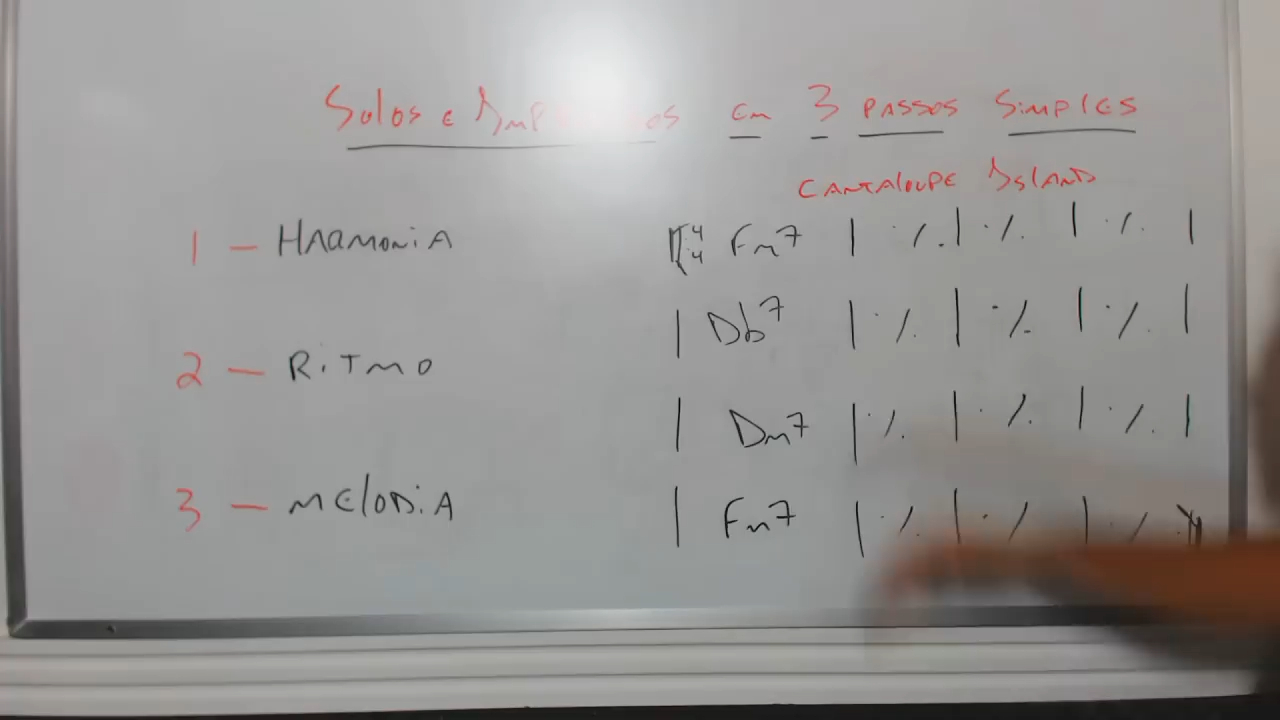 Solos e Improvisos em 3 passos simples
Cantaloupe Island
1 - Harmonia
2 - Ritmo
3 - Melodia
4/4 Fm7 | ٪ | ٪ | ٪ |
| Db7 | ٪ | ٪ | ٪ |
| Dm7 | ٪ | ٪ | ٪ |
| Fm7 | ٪ | ٪ | ٪